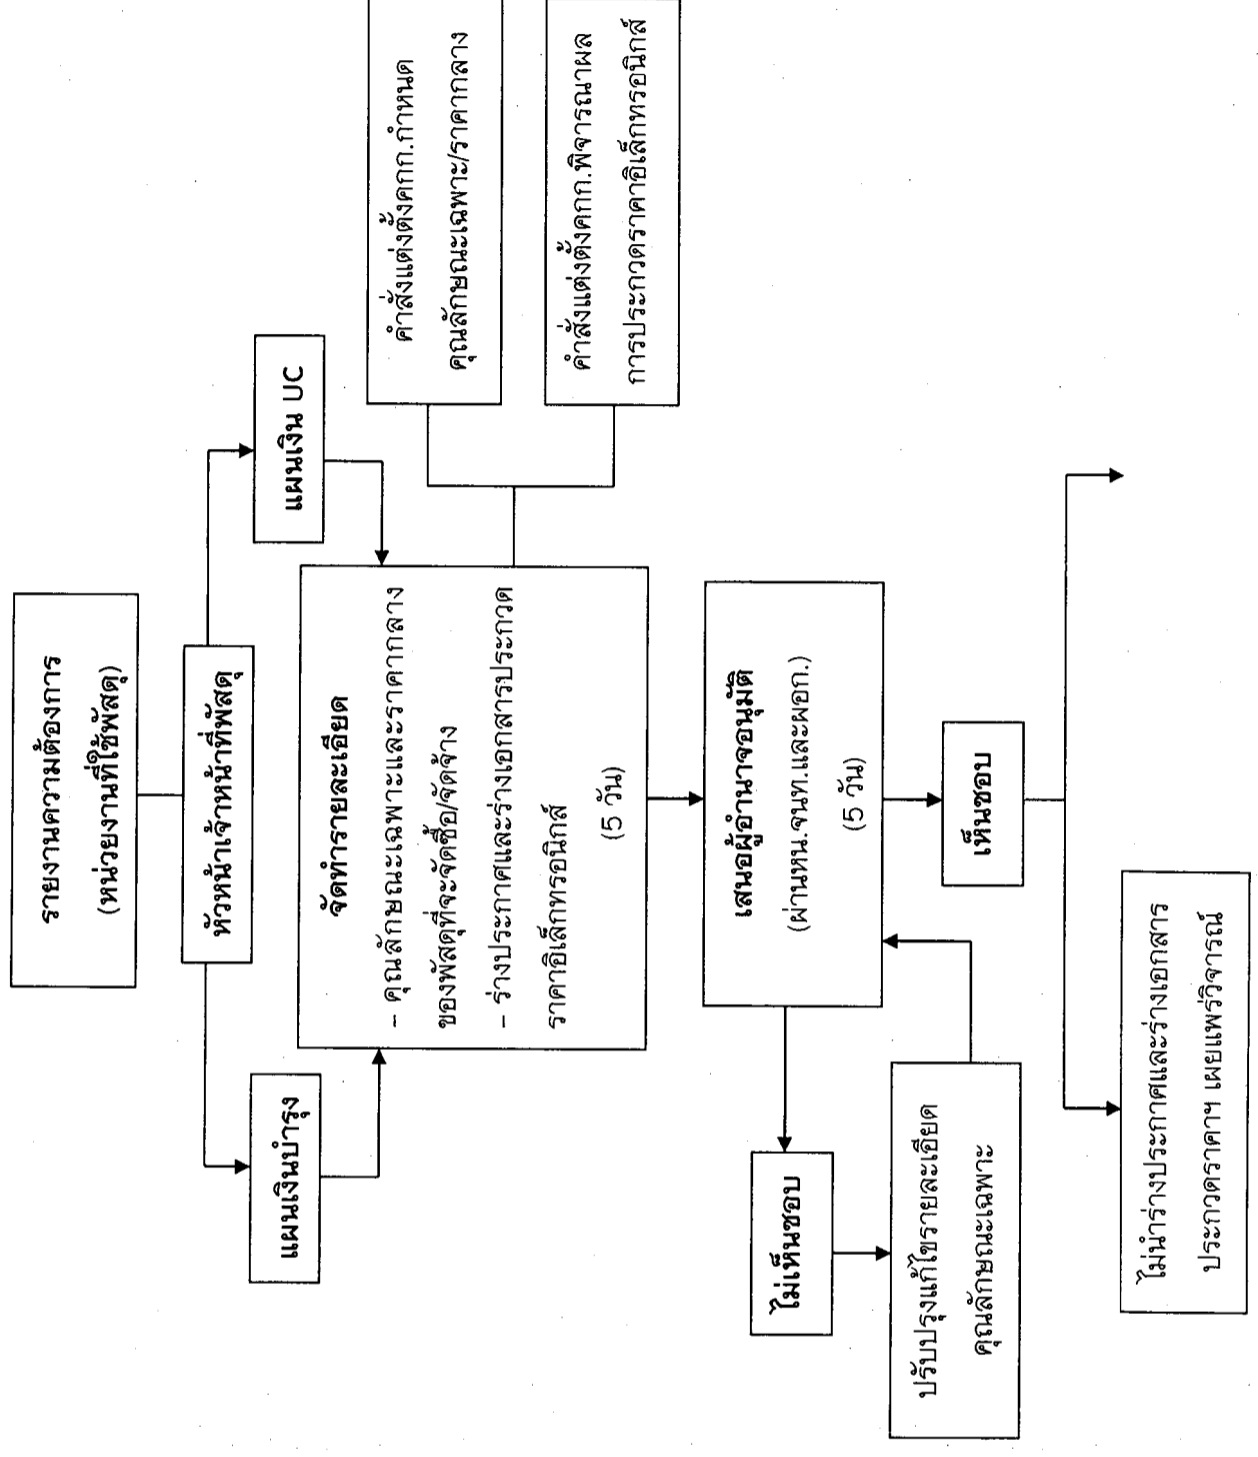 รายงานความต้องการ
(หน่วยงานที่ใช้พัสดุ)
หัวหน้าเจ้าหน้าที่พัสดุ
แผนเงินบำรุง
แผนเงิน UC
จัดทำรายละเอียด
– คุณลักษณะเฉพาะและราคากลาง
ของพัสดุที่จะจัดซื้อ/จัดจ้าง
– ร่างประกาศและร่างเอกสารประกวด
ราคาอิเล็กทรอนิกส์
(5 วัน)
คำสั่งแต่งตั้งคกก.กำหนด
คุณลักษณะเฉพาะ/ราคากลาง
คำสั่งแต่งตั้งคกก.พิจารณาผล
การประกวดราคาอิเล็กทรอนิกส์
เสนอผู้อำนาจอนุมัติ
(ผ่านหน.จนท.และผอก.)
(5 วัน)
ไม่เห็นชอบ
เห็นชอบ
ปรับปรุงแก้ไขรายละเอียด
คุณลักษณะเฉพาะ
ไม่นำร่างประกาศและร่างเอกสาร
ประกวดราคาฯ เผยแพร่วิจารณ์